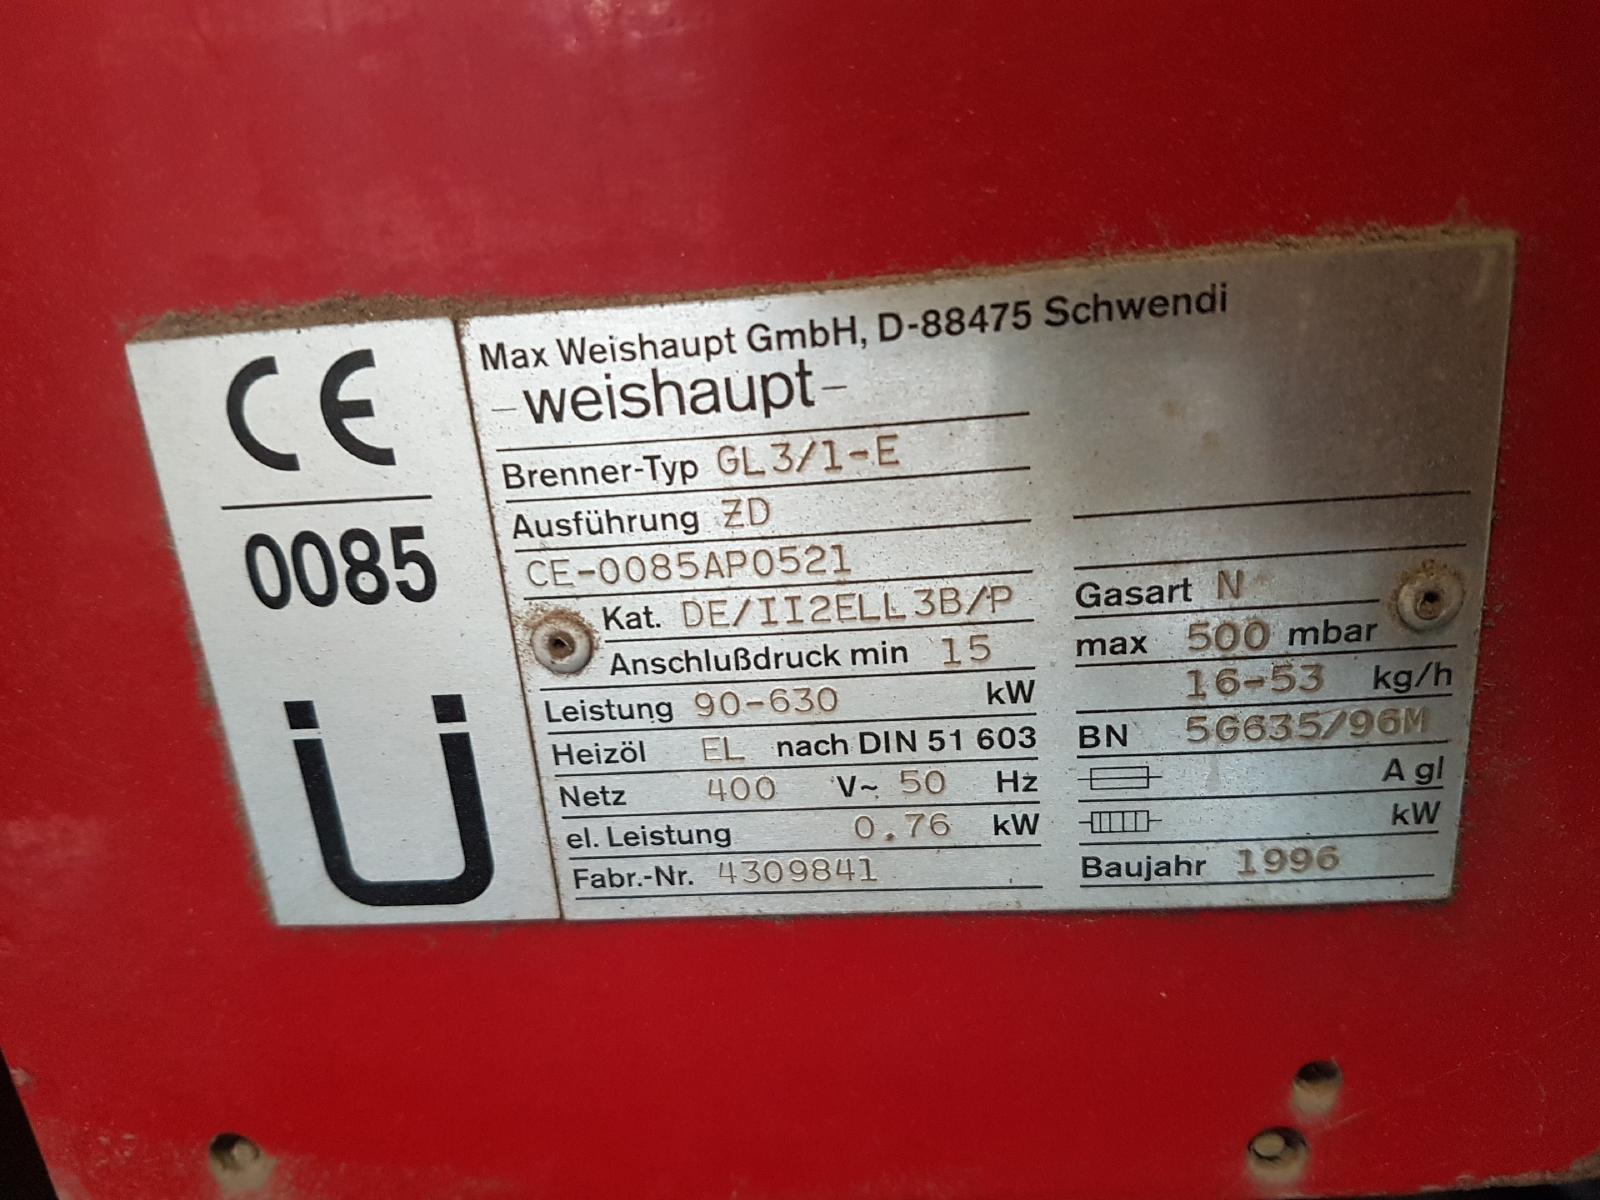 CE
0085
Ü
Max Weishaupt GmbH, D-88475 Schwendi
-weishaupt-
Brenner-Typ GL3/1-E
Ausführung ZD
CE-0085AP0521
Kat. DE/II2ELL3B/P
Gasart N
Anschlußdruck min 15
max 500 mbar
Leistung 90-630 kW
16-53 kg/h
Heizöl EL nach DIN 51 603
BN 5G635/96M
Netz 400 V~ 50 Hz
A gl
el. Leistung 0.76 kW
kW
Fabr.-Nr. 4309841
Baujahr 1996